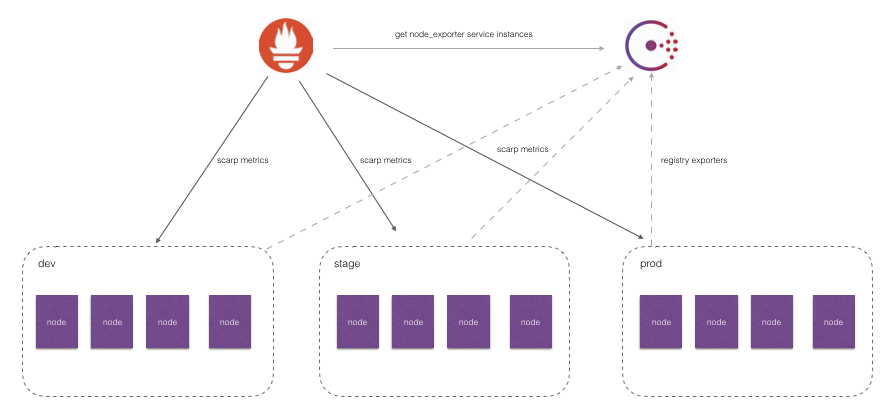 get node_exporter service instances
scarp metrics
scarp metrics
scarp metrics
registry exporters
dev
stage
prod
node
node
node
node
node
node
node
node
node
node
node
node